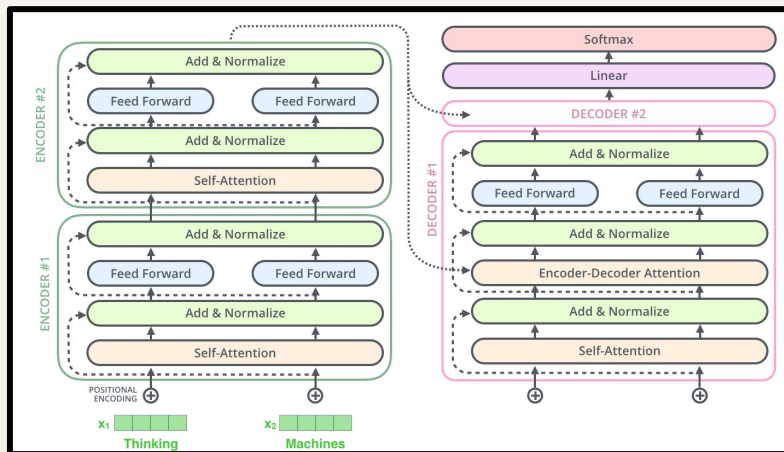 ENCODER #2
Add & Normalize
Feed Forward
Feed Forward
Add & Normalize
Self-Attention
ENCODER #1
Add & Normalize
Feed Forward
Feed Forward
Add & Normalize
Self-Attention
POSITIONAL
ENCODING
x1
Thinking
x2
Machines
Softmax
Linear
DECODER #2
DECODER #1
Add & Normalize
Feed Forward
Feed Forward
Add & Normalize
Encoder-Decoder Attention
Add & Normalize
Self-Attention